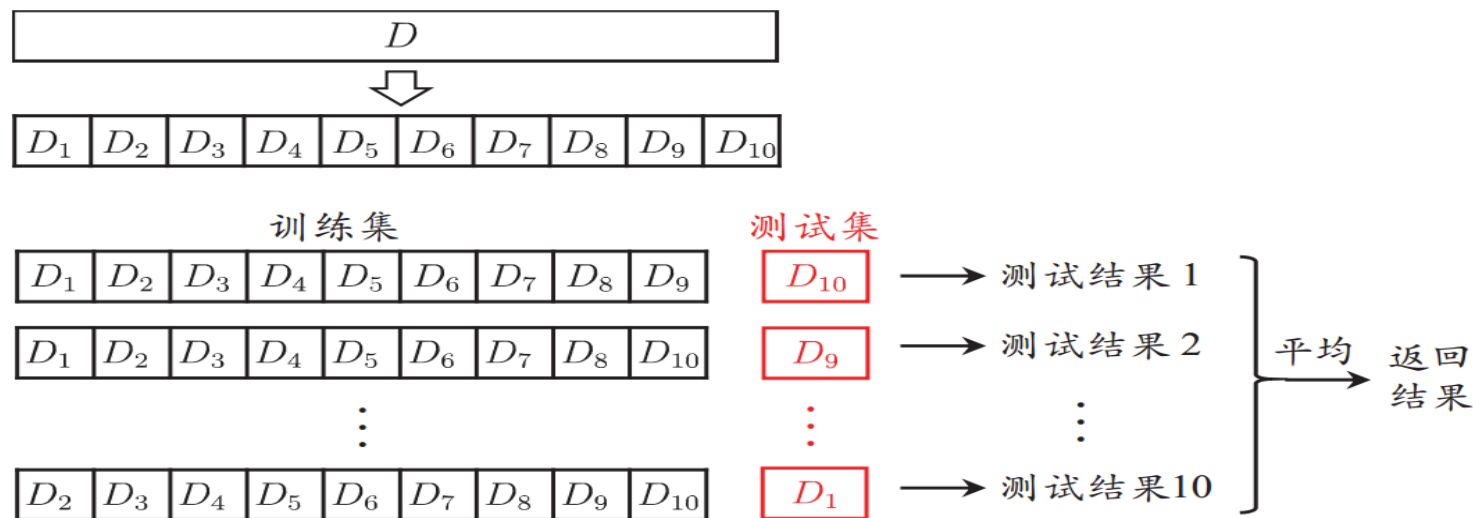 D
D₁ D₂ D₃ D₄ D₅ D₆ D₇ D₈ D₉ D₁₀
训练集 测试集
D₁ D₂ D₃ D₄ D₅ D₆ D₇ D₈ D₉ D₁₀ 测试结果 1
D₁ D₂ D₃ D₄ D₅ D₆ D₇ D₈ D₁₀ D₉ 测试结果 2
平均 返回
结果
⋮ ⋮ ⋮
D₂ D₃ D₄ D₅ D₆ D₇ D₈ D₉ D₁₀ D₁ 测试结果10